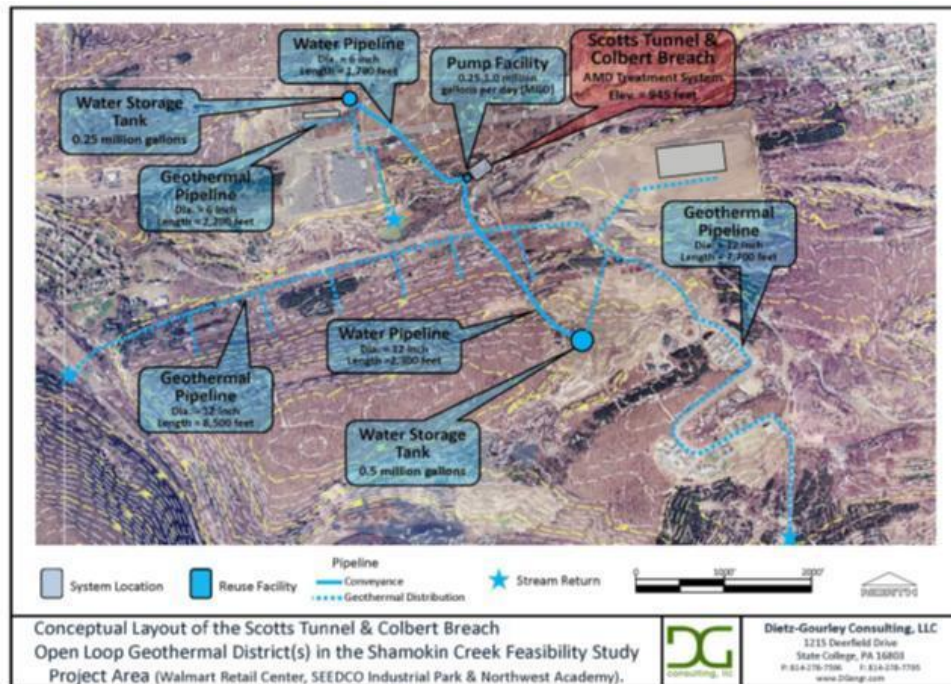 Water Pipeline
Dia. = 6 Inch
Length = 1,780 feet
Pump Facility
0.25-1.0 million
gallons per day (MGD)
Scotts Tunnel &
Colbert Breach
AMD Treatment System
Elev. = 945 feet
Water Storage
Tank
0.25 million gallons
Geothermal
Pipeline
Dia. = 6 Inch
Length = 2,200 feet
Geothermal
Pipeline
Dia. = 12 Inch
Length = 7,700 feet
Water Pipeline
Dia. = 12 Inch
Length = 2,300 feet
Geothermal
Pipeline
Dia. = 12 Inch
Length = 8,500 feet
Water Storage
Tank
0.5 million gallons
System Location
Reuse Facility
Pipeline
Conveyance
Geothermal Distribution
Stream Return
0 1000' 2000'
NORTH
Conceptual Layout of the Scotts Tunnel & Colbert Breach
Open Loop Geothermal District(s) in the Shamokin Creek Feasibility Study
Project Area (Walmart Retail Center, SEEDCO Industrial Park & Northwest Academy).
DG
consulting, llc
Dietz-Gourley Consulting, LLC
1215 Deerfield Drive
State College, PA 16803